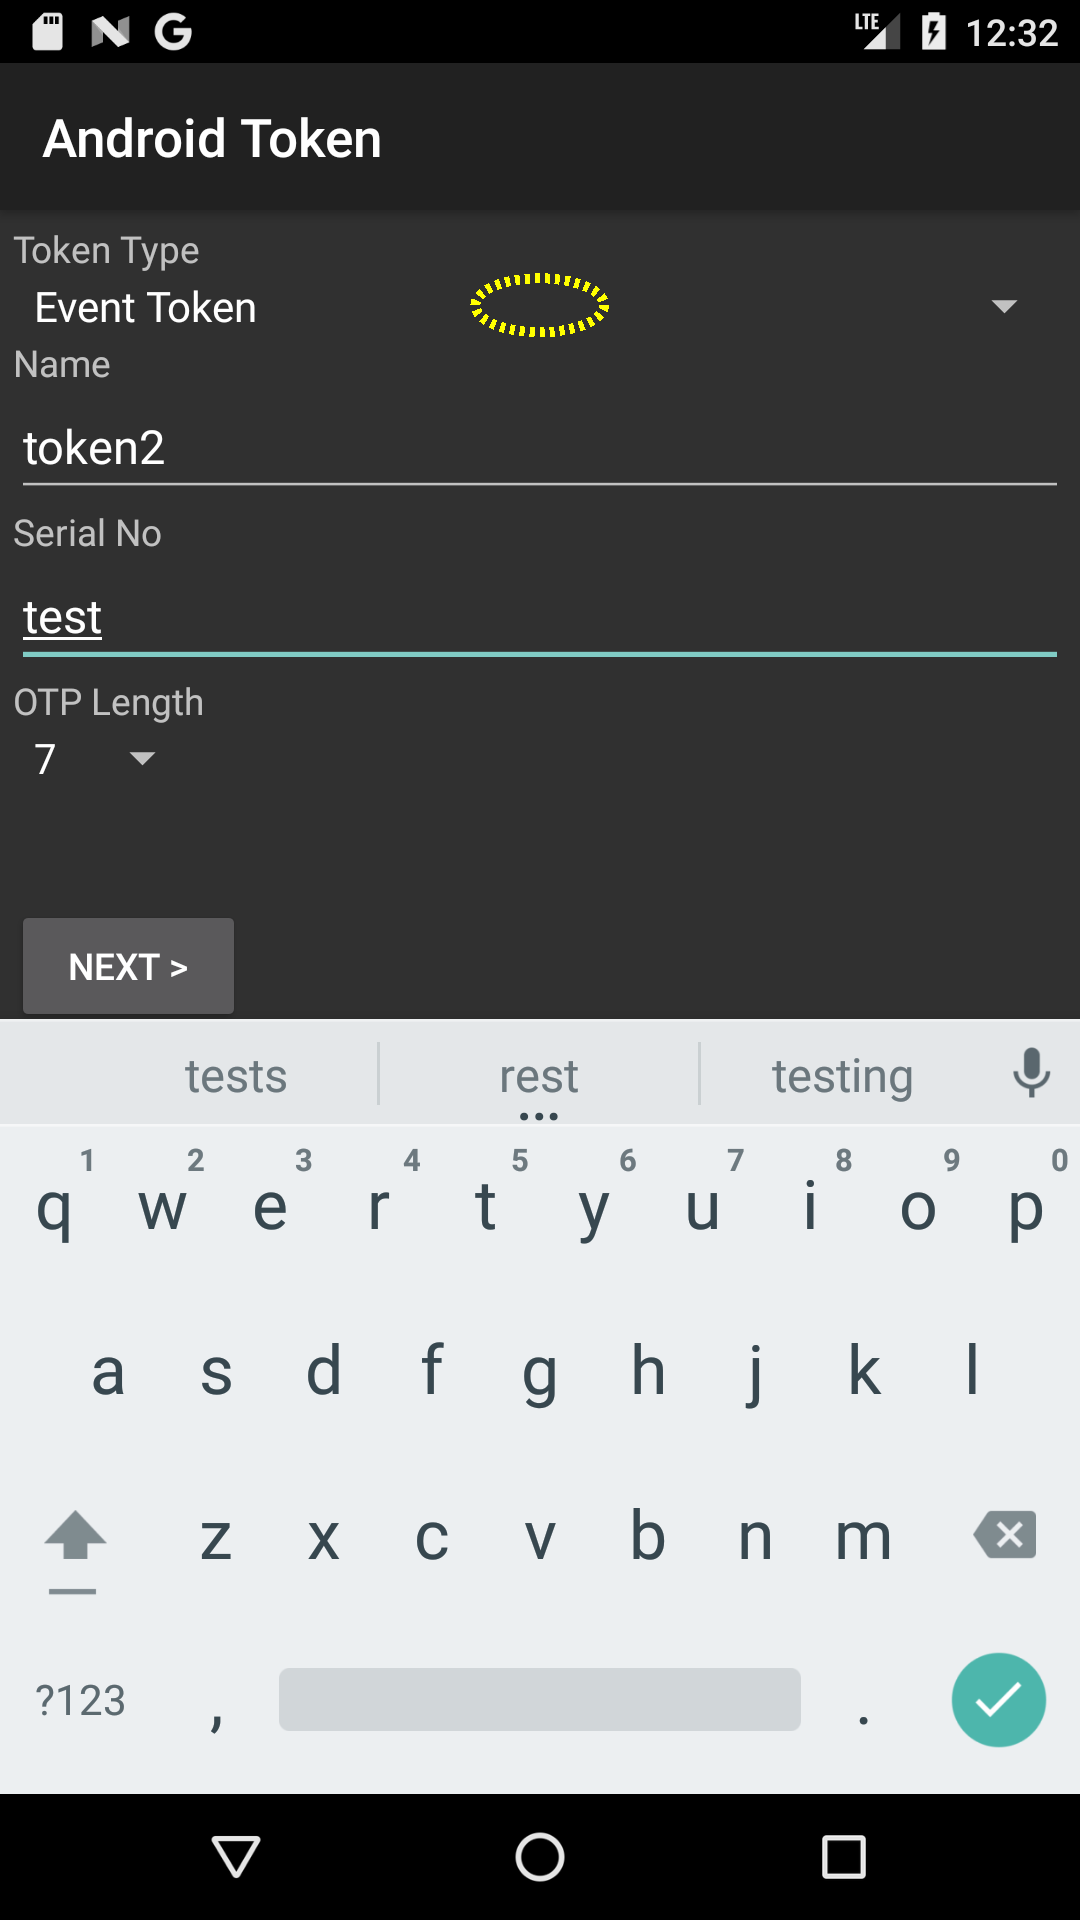 LTE 12:32
Android Token
Token Type
Event Token
Name
token2
Serial No
test
OTP Length
7
NEXT >
tests rest testing
1 2 3 4 5 6 7 8 9 0
q w e r t y u i o p
a s d f g h j k l
z x c v b n m
?123 , .